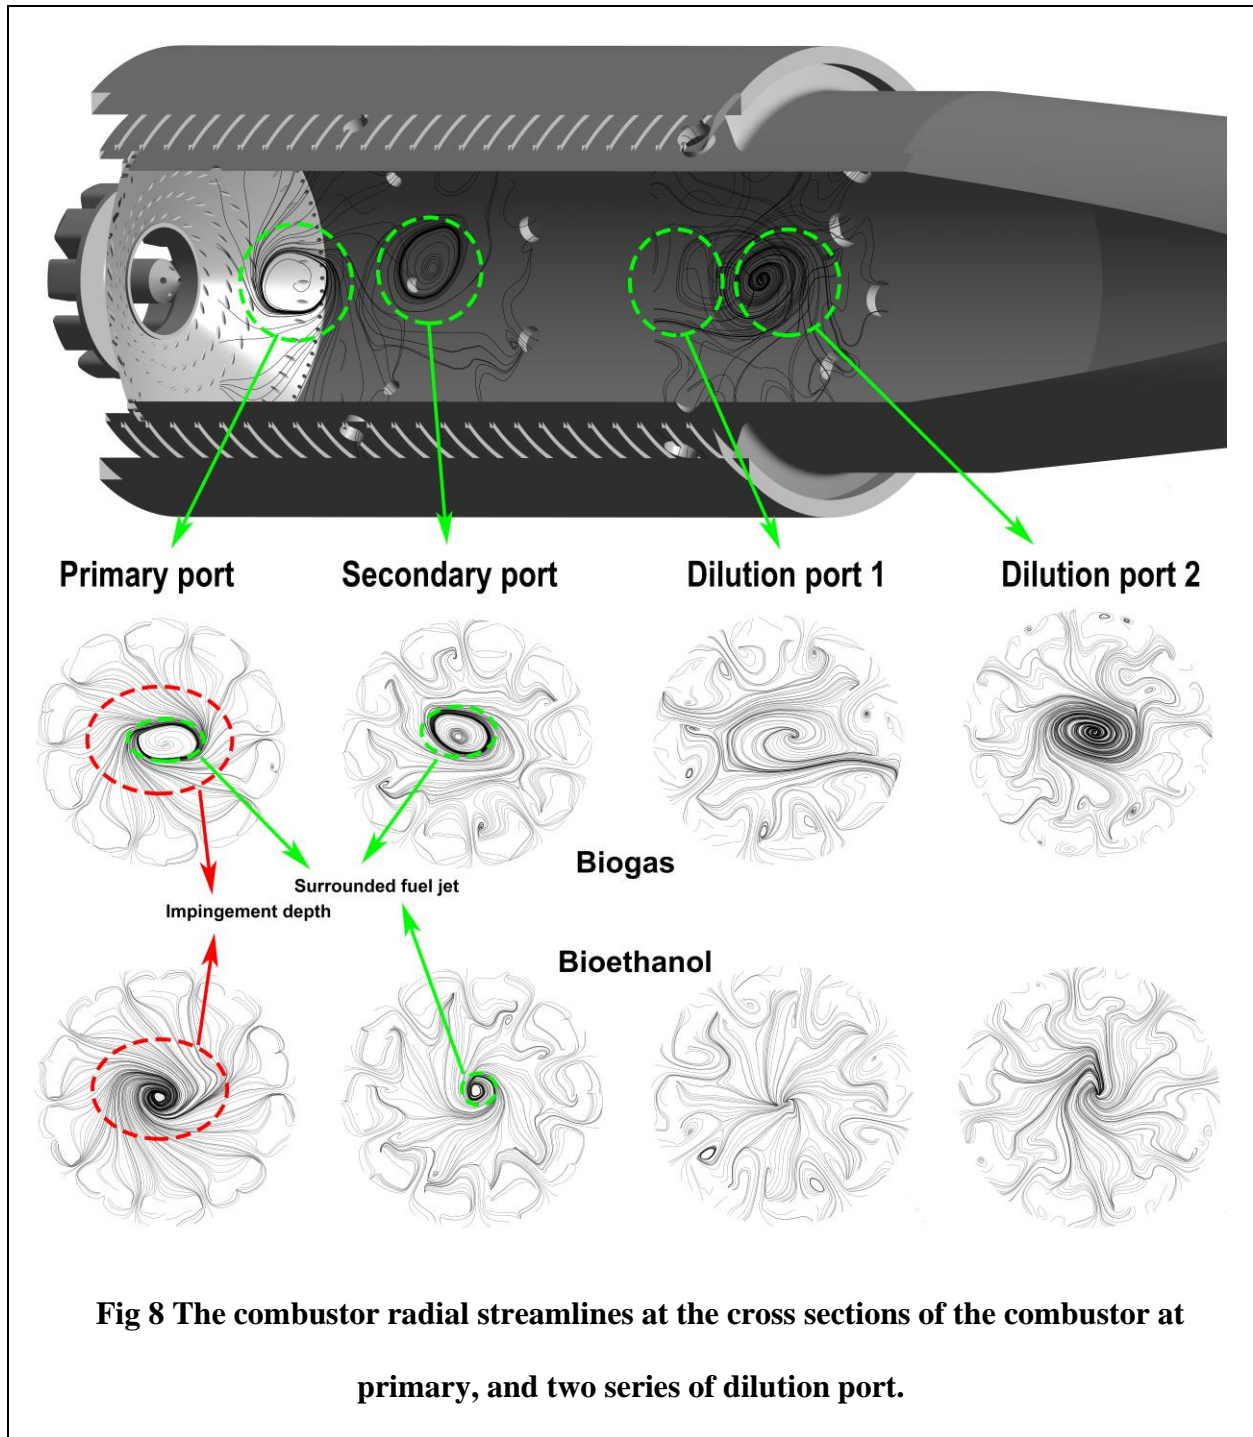 Primary port
Secondary port
Dilution port 1
Dilution port 2
Biogas
Surrounded fuel jet
Impingement depth
Bioethanol
Fig 8 The combustor radial streamlines at the cross sections of the combustor at
primary, and two series of dilution port.